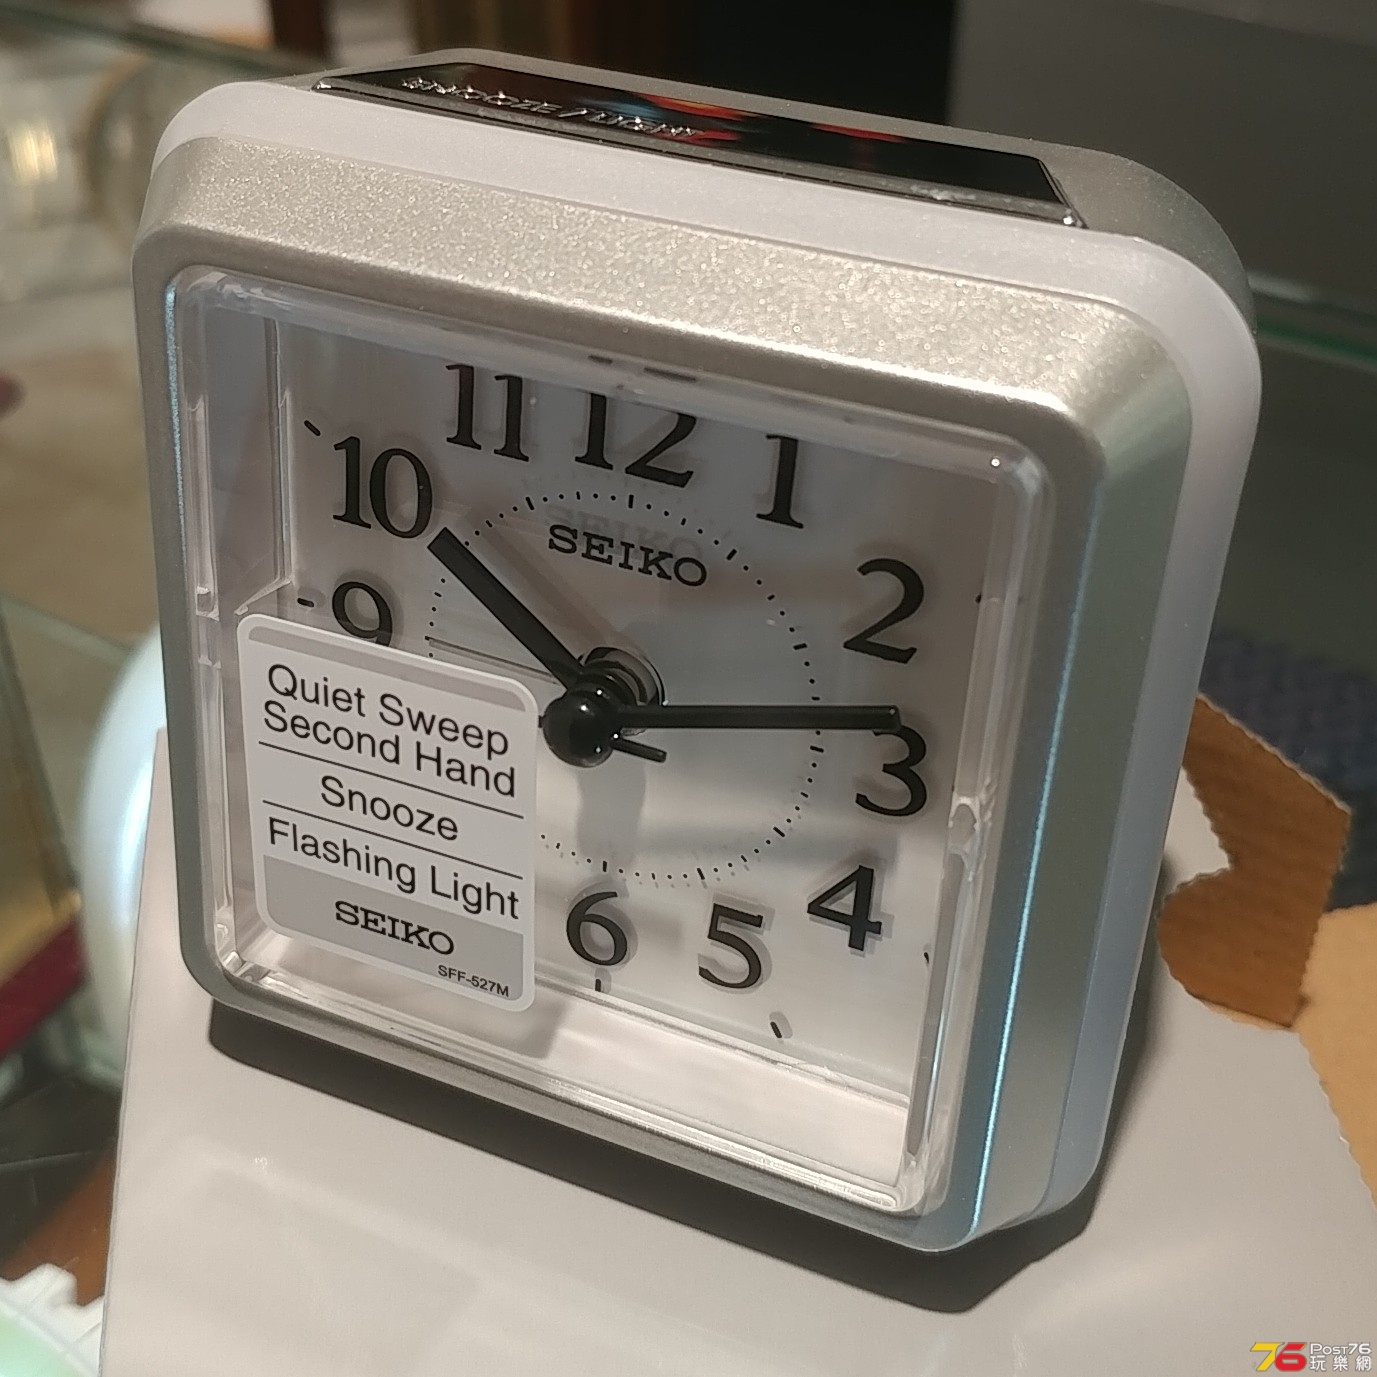 SNOOZE / LIGHT
11 12 1
10 2
SEIKO
9 3
Quiet Sweep
Second Hand
Snooze
Flashing Light
SEIKO
SFF-527M
6 5 4
76 POST76
玩樂網